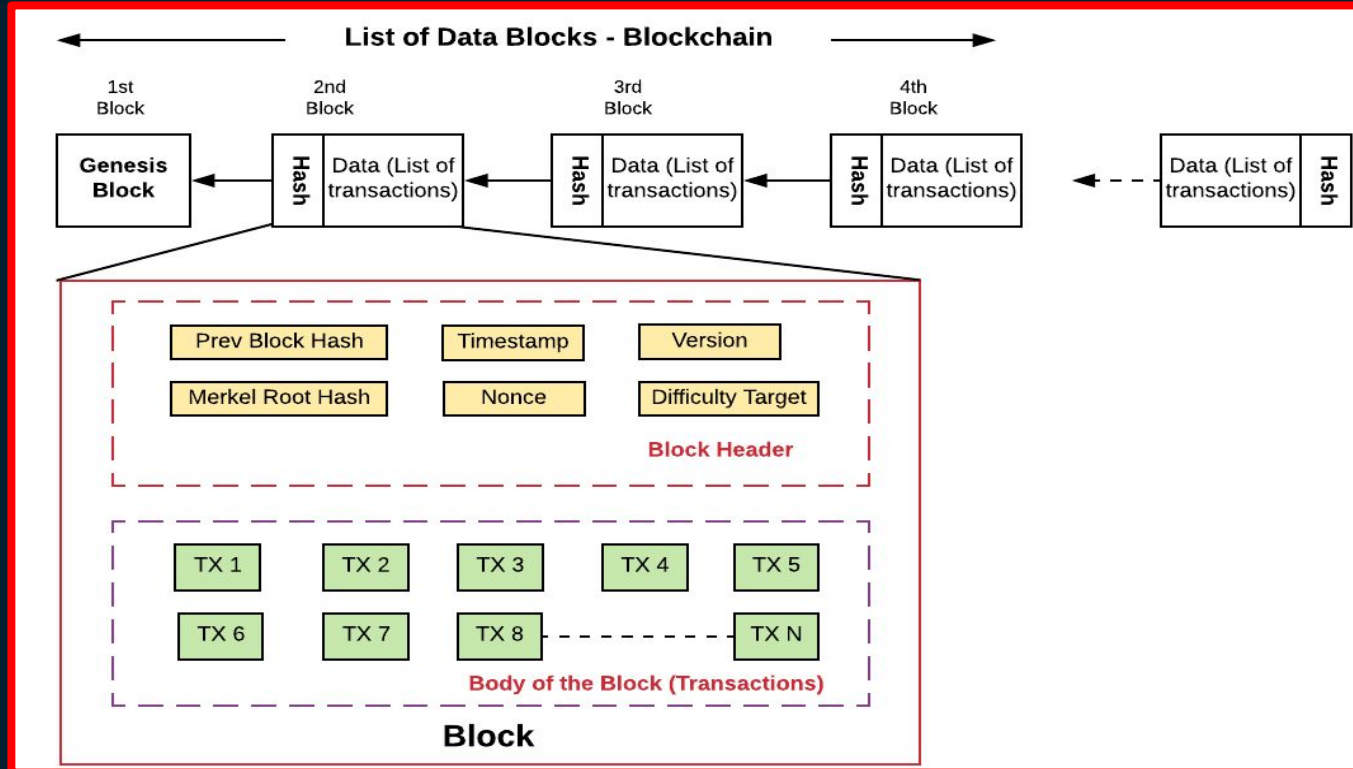 List of Data Blocks - Blockchain
1st
Block
2nd
Block
3rd
Block
4th
Block
Genesis
Block
Hash
Data (List of
transactions)
Hash
Data (List of
transactions)
Hash
Data (List of
transactions)
Data (List of
transactions)
Hash
Prev Block Hash
Timestamp
Version
Merkel Root Hash
Nonce
Difficulty Target
Block Header
TX 1
TX 2
TX 3
TX 4
TX 5
TX 6
TX 7
TX 8
TX N
Body of the Block (Transactions)
Block